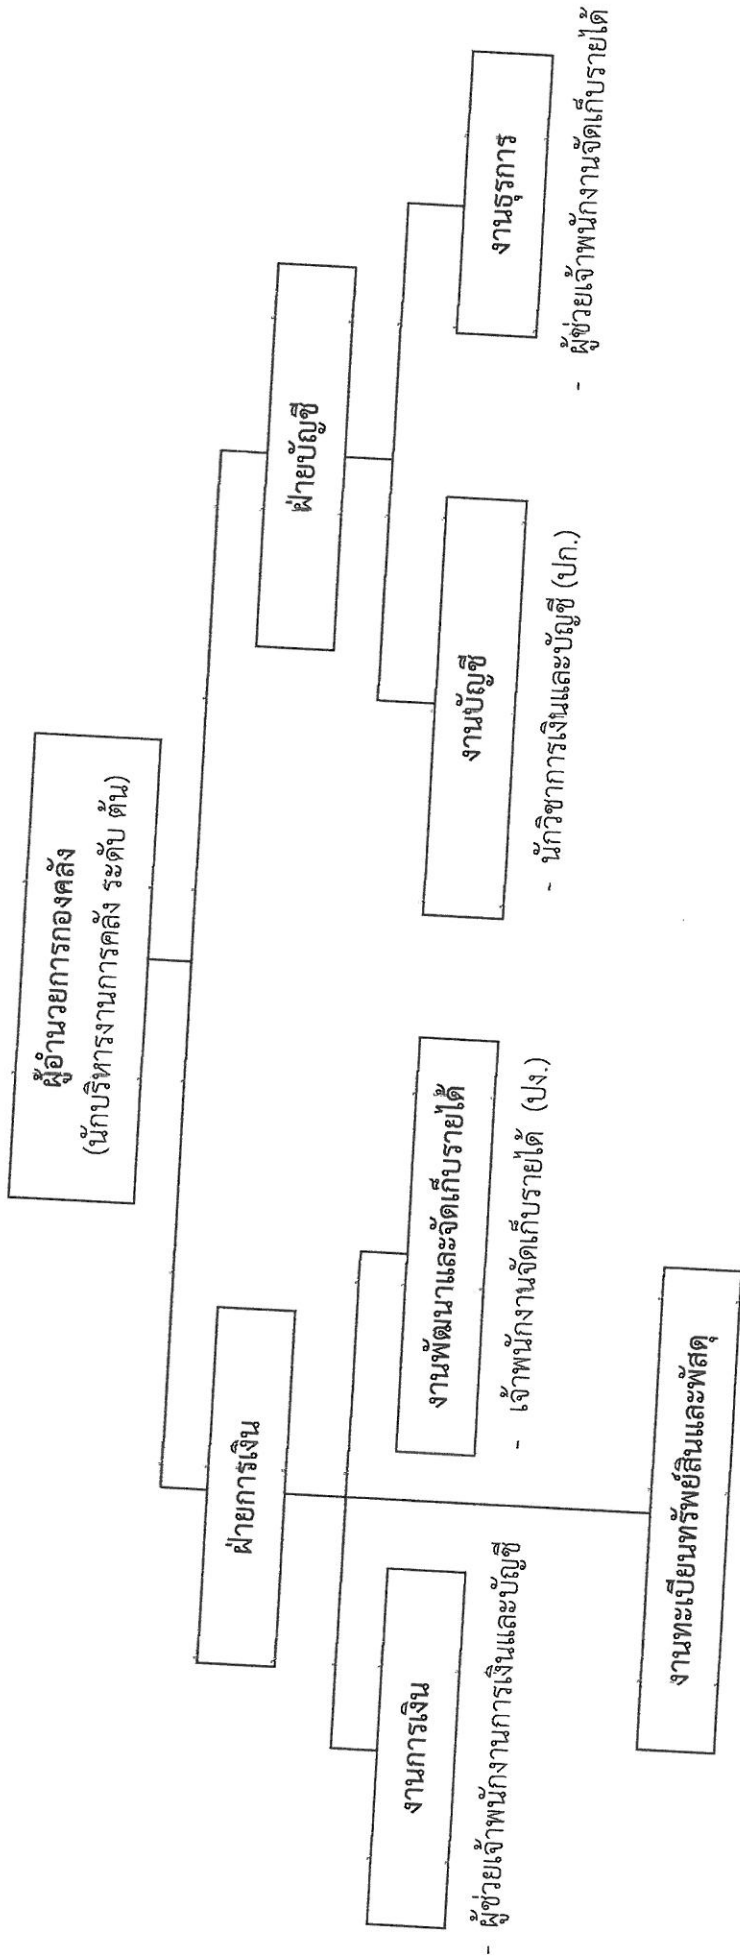 ผู้อำนวยการกองคลัง
(นักบริหารงานการคลัง ระดับ ต้น)
ฝ่ายการเงิน
ฝ่ายบัญชี
งานการเงิน
งานพัฒนาและจัดเก็บรายได้
งานบัญชี
งานธุรการ
- ผู้ช่วยเจ้าพนักงานการเงินและบัญชี
- เจ้าพนักงานจัดเก็บรายได้ (ปง.)
- นักวิชาการเงินและบัญชี (ปก.)
- ผู้ช่วยเจ้าพนักงานจัดเก็บรายได้
งานทะเบียนทรัพย์สินและพัสดุ